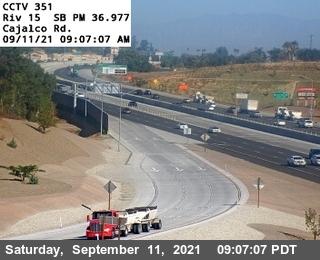 CCTV 351
Riv 15 SB PM 36.977
Cajalco Rd.
09/11/21 09:07:07 AM
Saturday, September 11, 2021 09:07:07 PDT